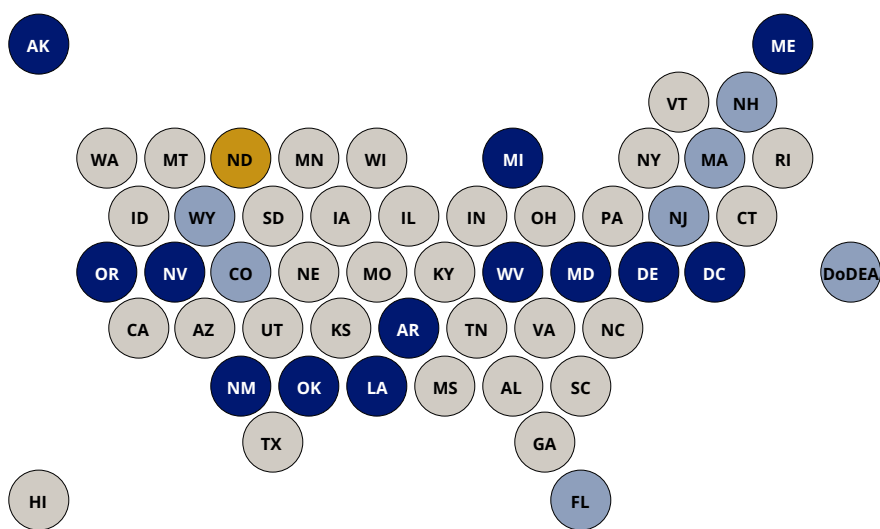 AK ME
VT NH
WA MT ND MN WI MI NY MA RI
ID WY SD IA IL IN OH PA NJ CT
OR NV CO NE MO KY WV MD DE DC DoDEA
CA AZ UT KS AR TN VA NC
NM OK LA MS AL SC
TX GA
HI FL